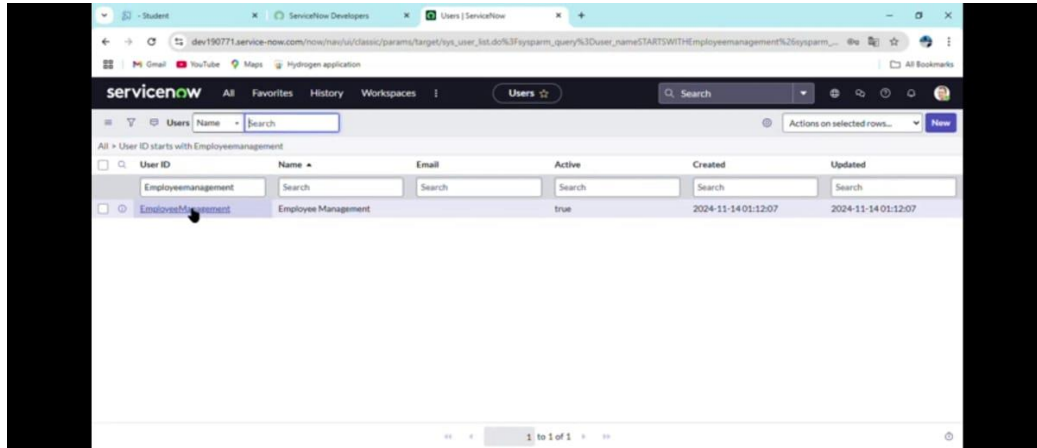 - Student
ServiceNow Developers
Users | ServiceNow
dev190771.service-now.com/now/nav/ui/classic/params/target/sys_user_list.do%3Fsysparm_query%3Duser_nameSTARTSWITHEmployeemanagement%26sysparm_...
Gmail YouTube Maps Hydrogen application All Bookmarks
servicenow All Favorites History Workspaces Users Search
Users Name Search Actions on selected rows... New
All > User ID starts with Employeemanagement
User ID Name Email Active Created Updated
Employeemanagement Search Search Search Search Search
EmployeeManagement Employee Management true 2024-11-14 01:12:07 2024-11-14 01:12:07
1 to 1 of 1